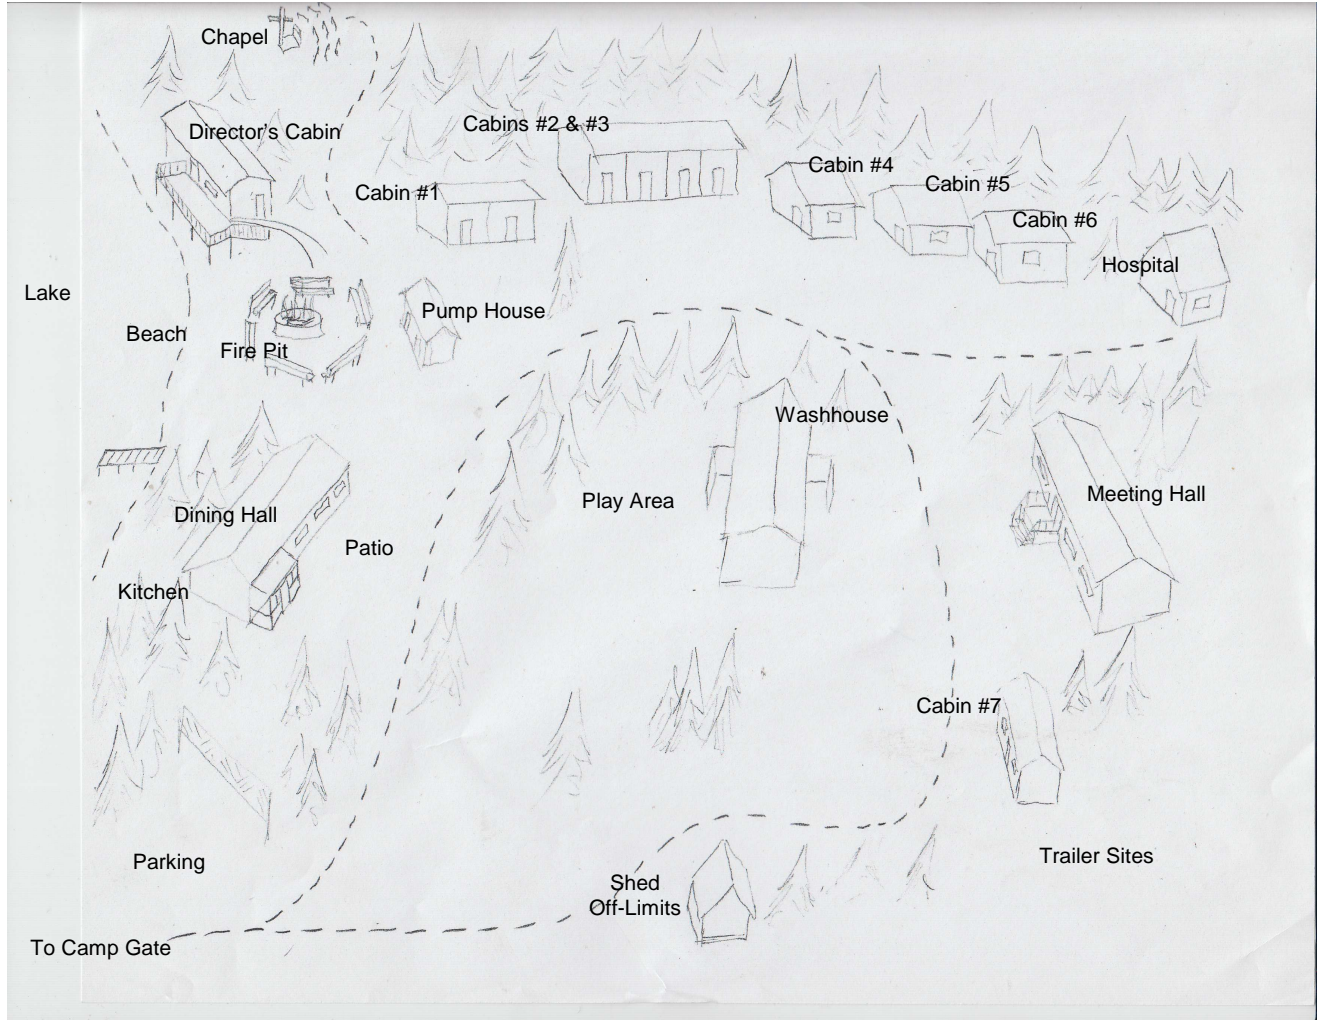 Chapel
Director's Cabin
Cabins #2 & #3
Cabin #1
Cabin #4
Cabin #5
Cabin #6
Hospital
Lake
Beach
Fire Pit
Pump House
Washhouse
Play Area
Meeting Hall
Dining Hall
Patio
Kitchen
Cabin #7
Parking
Trailer Sites
Shed
Off-Limits
To Camp Gate